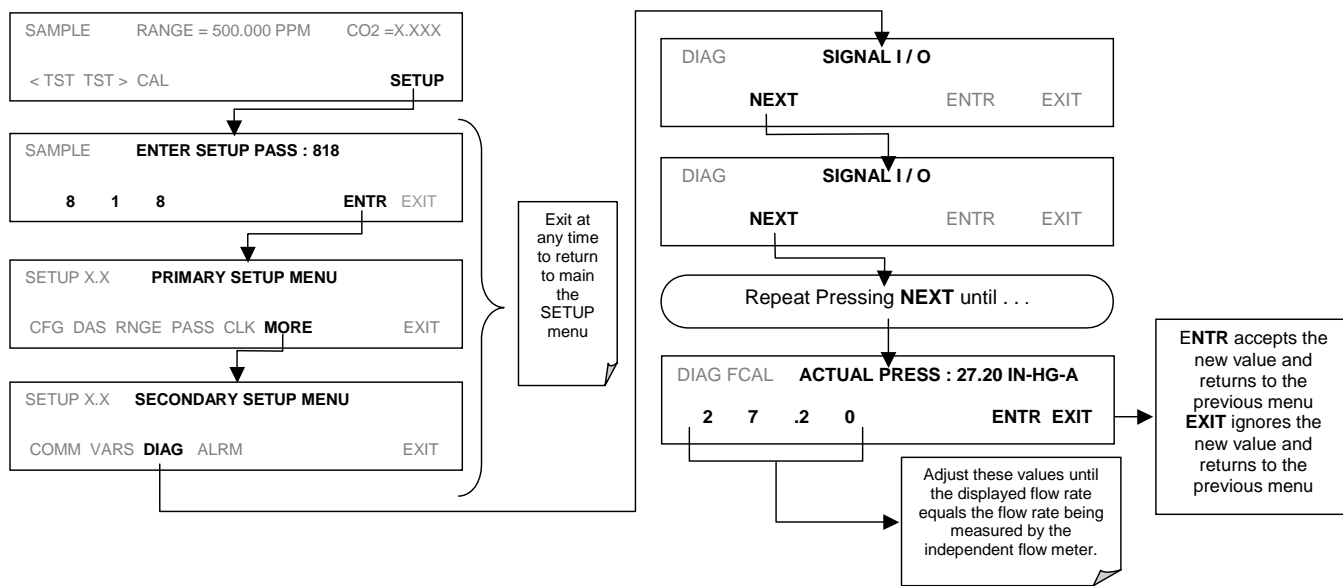 SAMPLE RANGE = 500.000 PPM CO2 =X.XXX
< TST TST > CAL SETUP
SAMPLE ENTER SETUP PASS : 818
8 1 8 ENTR EXIT
SETUP X.X PRIMARY SETUP MENU
CFG DAS RNGE PASS CLK MORE EXIT
SETUP X.X SECONDARY SETUP MENU
COMM VARS DIAG ALRM EXIT
Exit at
any time
to return
to main
the
SETUP
menu
DIAG SIGNAL I / O
NEXT ENTR EXIT
DIAG SIGNAL I / O
NEXT ENTR EXIT
Repeat Pressing NEXT until . . .
DIAG FCAL ACTUAL PRESS : 27.20 IN-HG-A
2 7 .2 0 ENTR EXIT
Adjust these values until
the displayed flow rate
equals the flow rate being
measured by the
independent flow meter.
ENTR accepts the
new value and
returns to the
previous menu
EXIT ignores the
new value and
returns to the
previous menu